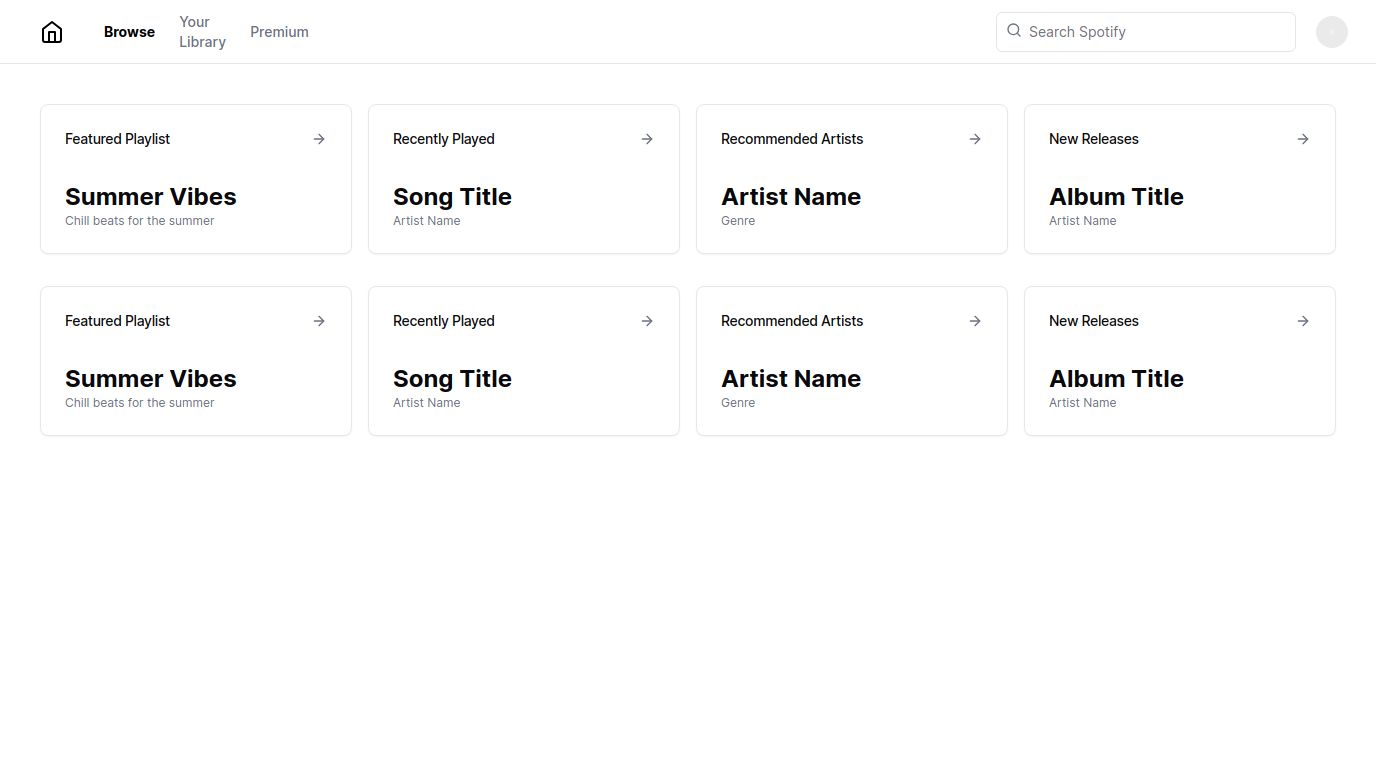 Browse
Your
Library
Premium
Search Spotify
Featured Playlist
Summer Vibes
Chill beats for the summer
Recently Played
Song Title
Artist Name
Recommended Artists
Artist Name
Genre
New Releases
Album Title
Artist Name
Featured Playlist
Summer Vibes
Chill beats for the summer
Recently Played
Song Title
Artist Name
Recommended Artists
Artist Name
Genre
New Releases
Album Title
Artist Name